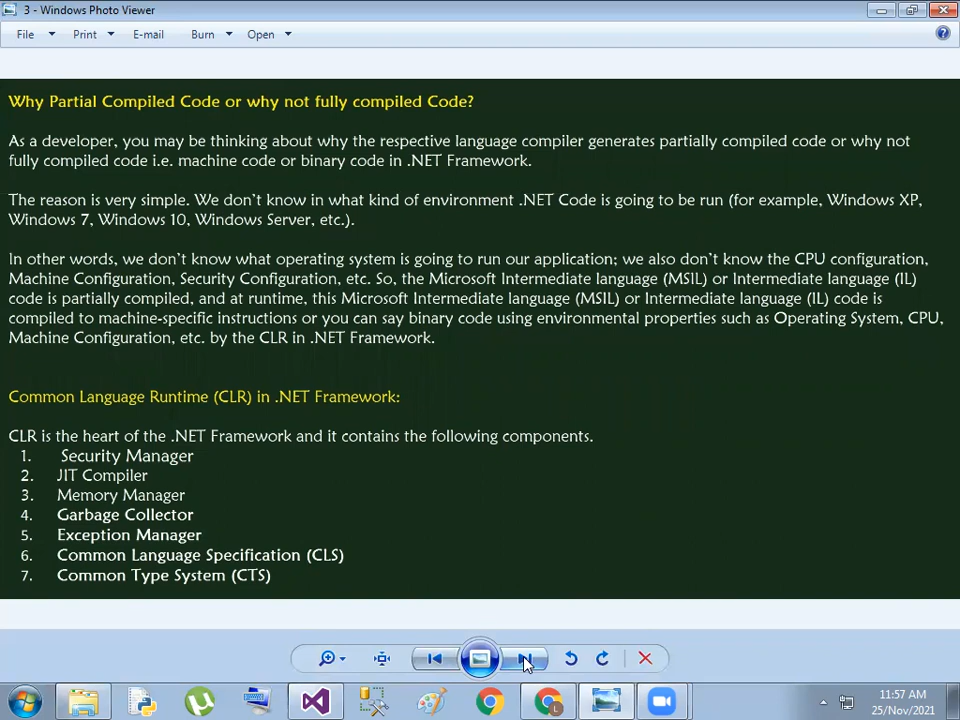 3 - Windows Photo Viewer
File Print E-mail Burn Open
Why Partial Compiled Code or why not fully compiled Code?
As a developer, you may be thinking about why the respective language compiler generates partially compiled code or why not
fully compiled code i.e. machine code or binary code in .NET Framework.
The reason is very simple. We don't know in what kind of environment .NET Code is going to be run (for example, Windows XP,
Windows 7, Windows 10, Windows Server, etc.).
In other words, we don't know what operating system is going to run our application; we also don't know the CPU configuration,
Machine Configuration, Security Configuration, etc. So, the Microsoft Intermediate language (MSIL) or Intermediate language (IL)
code is partially compiled, and at runtime, this Microsoft Intermediate language (MSIL) or Intermediate language (IL) code is
compiled to machine-specific instructions or you can say binary code using environmental properties such as Operating System, CPU,
Machine Configuration, etc. by the CLR in .NET Framework.
Common Language Runtime (CLR) in .NET Framework:
CLR is the heart of the .NET Framework and it contains the following components.
1. Security Manager
2. JIT Compiler
3. Memory Manager
4. Garbage Collector
5. Exception Manager
6. Common Language Specification (CLS)
7. Common Type System (CTS)
L
11:57 AM
25/Nov/2021